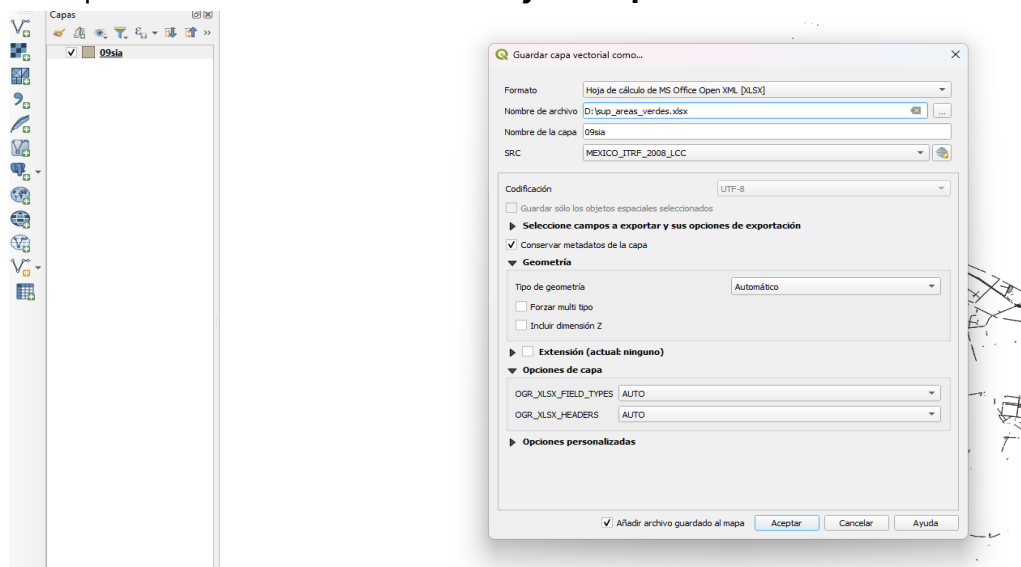 Capas
09sia
Guardar capa vectorial como...
Formato
Hoja de cálculo de MS Office Open XML [XLSX]
Nombre de archivo
D:\sup_areas_verdes.xlsx
Nombre de la capa
09sia
SRC
MEXICO_ITRF_2008_LCC
Codificación
UTF-8
Guardar sólo los objetos espaciales seleccionados
Seleccione campos a exportar y sus opciones de exportación
Conservar metadatos de la capa
Geometría
Tipo de geometría
Automático
Forzar multi tipo
Incluir dimensión Z
Extensión (actual: ninguno)
Opciones de capa
OGR_XLSX_FIELD_TYPES
AUTO
OGR_XLSX_HEADERS
AUTO
Opciones personalizadas
Añadir archivo guardado al mapa
Aceptar
Cancelar
Ayuda